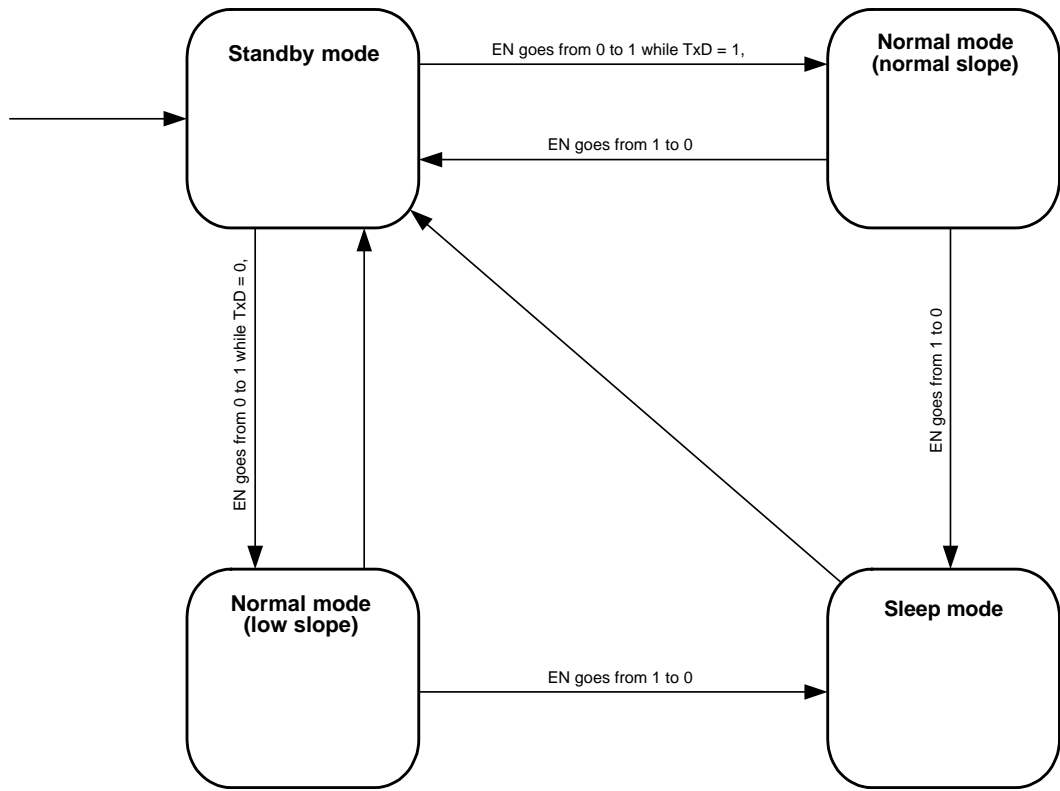 Standby mode
EN goes from 0 to 1 while TxD = 1,
Normal mode
(normal slope)
EN goes from 1 to 0
EN goes from 0 to 1 while TxD = 0,
EN goes from 1 to 0
Normal mode
(low slope)
Sleep mode
EN goes from 1 to 0